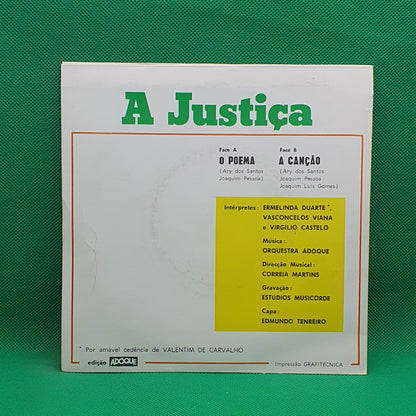 A Justiça
Face A
O POEMA
(Ary dos Santos
Joaquim Pessoa)
Face B
A CANÇÃO
(Ary dos Santos
Joaquim Pessoa
Joaquim Luís Gomes)
Intérpretes: ERMELINDA DUARTE *,
VASCONCELOS VIANA
e VIRGÍLIO CASTELO
Música:
ORQUESTRA ÁDOQUE
Direcção Musical:
CORREIA MARTINS
Gravação:
ESTÚDIOS MUSICORDE
Capa:
EDMUNDO TENREIRO
* Por amável cedência de VALENTIM DE CARVALHO
edição ÁDOQUE
Impressão GRAFITÉCNICA